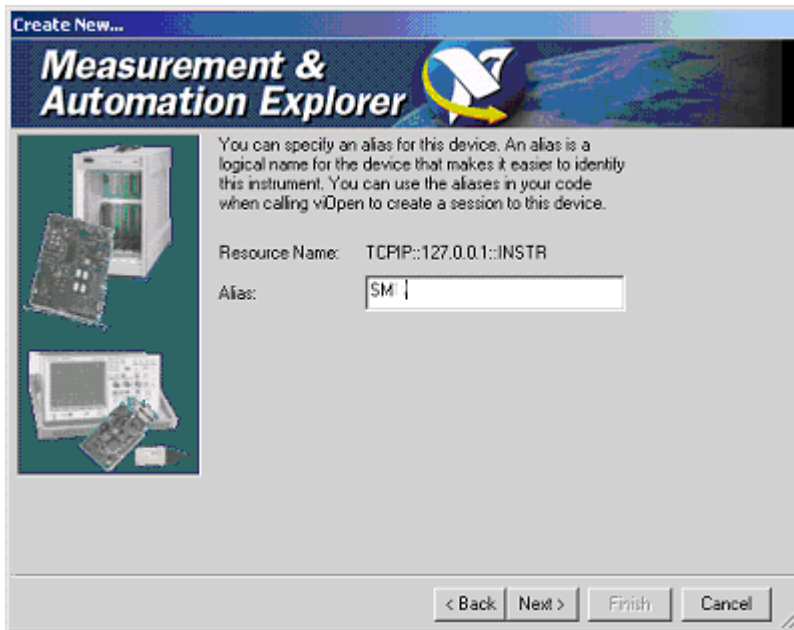 Create New...
Measurement &
Automation Explorer
You can specify an alias for this device. An alias is a
logical name for the device that makes it easier to identify
this instrument. You can use the aliases in your code
when calling viOpen to create a session to this device.
Resource Name: TCPIP::127.0.0.1::INSTR
Alias:
< Back Next > Finish Cancel